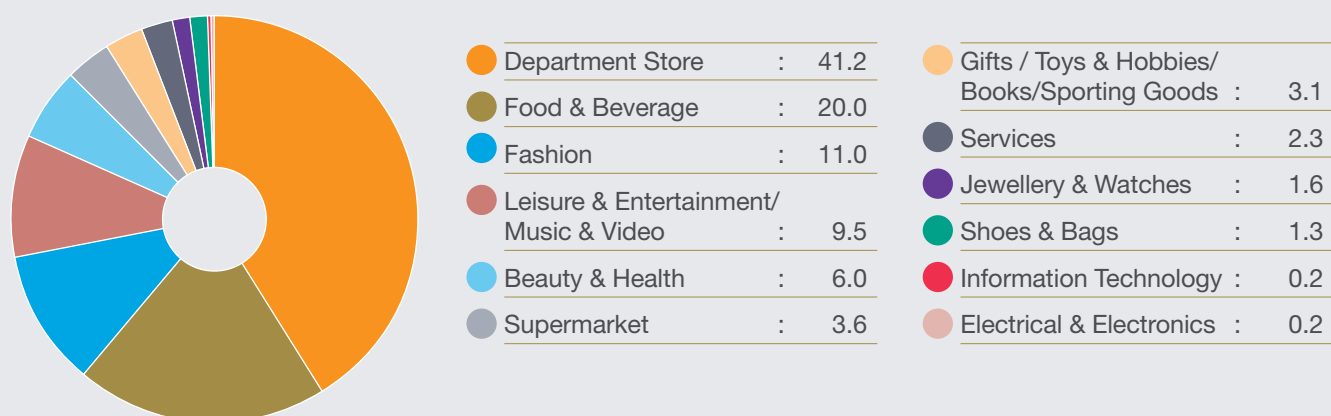 Department Store : 41.2
Food & Beverage : 20.0
Fashion : 11.0
Leisure & Entertainment/
Music & Video : 9.5
Beauty & Health : 6.0
Supermarket : 3.6
Gifts / Toys & Hobbies/
Books/Sporting Goods : 3.1
Services : 2.3
Jewellery & Watches : 1.6
Shoes & Bags : 1.3
Information Technology : 0.2
Electrical & Electronics : 0.2